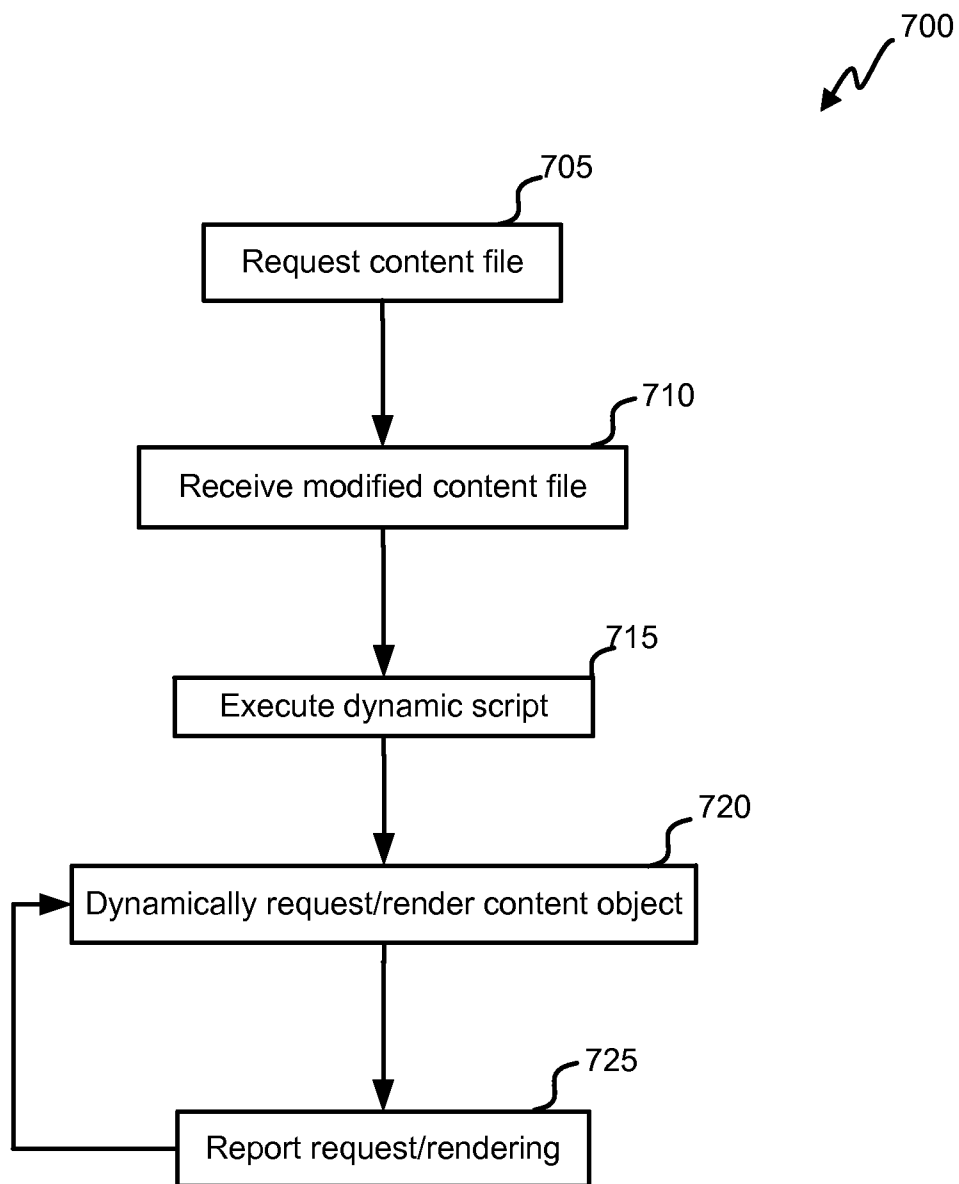 700
705
Request content file
710
Receive modified content file
715
Execute dynamic script
720
Dynamically request/render content object
725
Report request/rendering